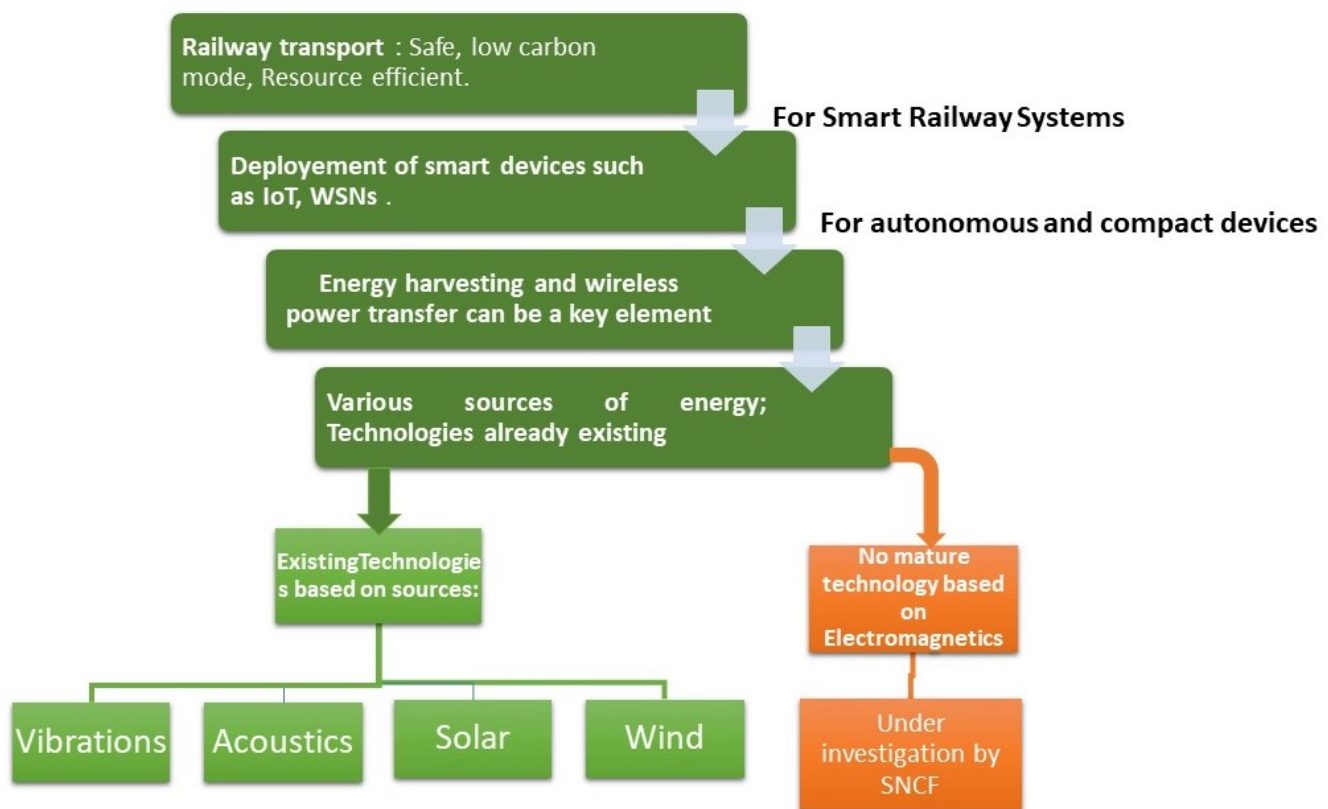 Railway transport : Safe, low carbon
mode, Resource efficient.
For Smart Railway Systems
Deployement of smart devices such
as IoT, WSNs .
For autonomous and compact devices
Energy harvesting and wireless
power transfer can be a key element
Various sources of energy;
Technologies already existing
ExistingTechnologie
s based on sources:
No mature
technology based
on
Electromagnetics
Vibrations
Acoustics
Solar
Wind
Under
investigation by
SNCF